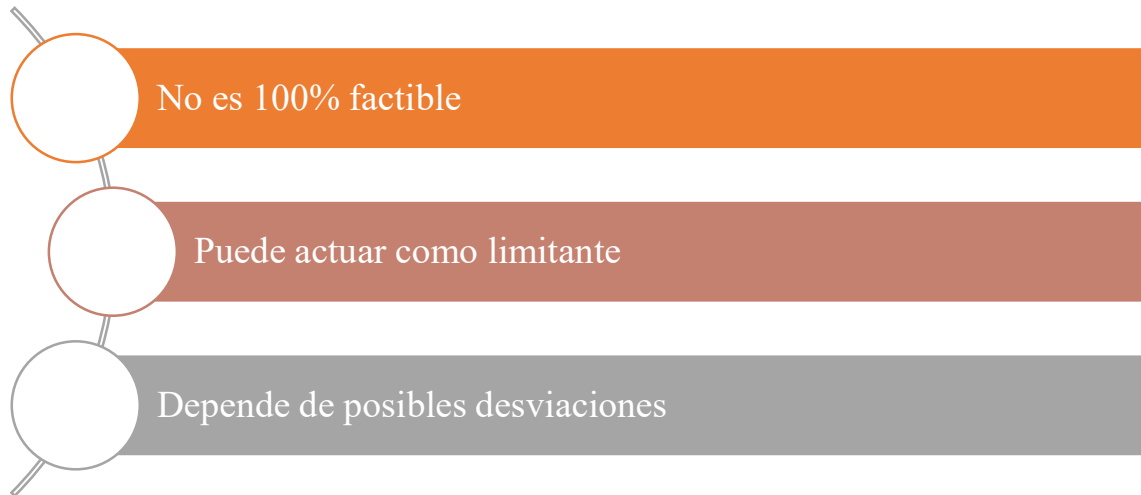 No es 100% factible
Puede actuar como limitante
Depende de posibles desviaciones